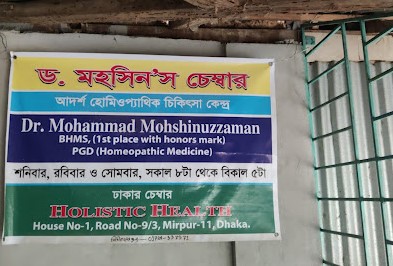 ড. মহসিন'স চেম্বার
আদর্শ হোমিওপ্যাথিক চিকিৎসা কেন্দ্র
Dr. Mohammad Mohshinuzzaman
BHMS, (1st place with honors mark)
PGD (Homeopathic Medicine)
শনিবার, রবিবার ও সোমবার, সকাল ৮টা থেকে বিকাল ৫টা
ঢাকার চেম্বার
HOLISTIC HEALTH
House No-1, Road No-9/3, Mirpur-11, Dhaka.